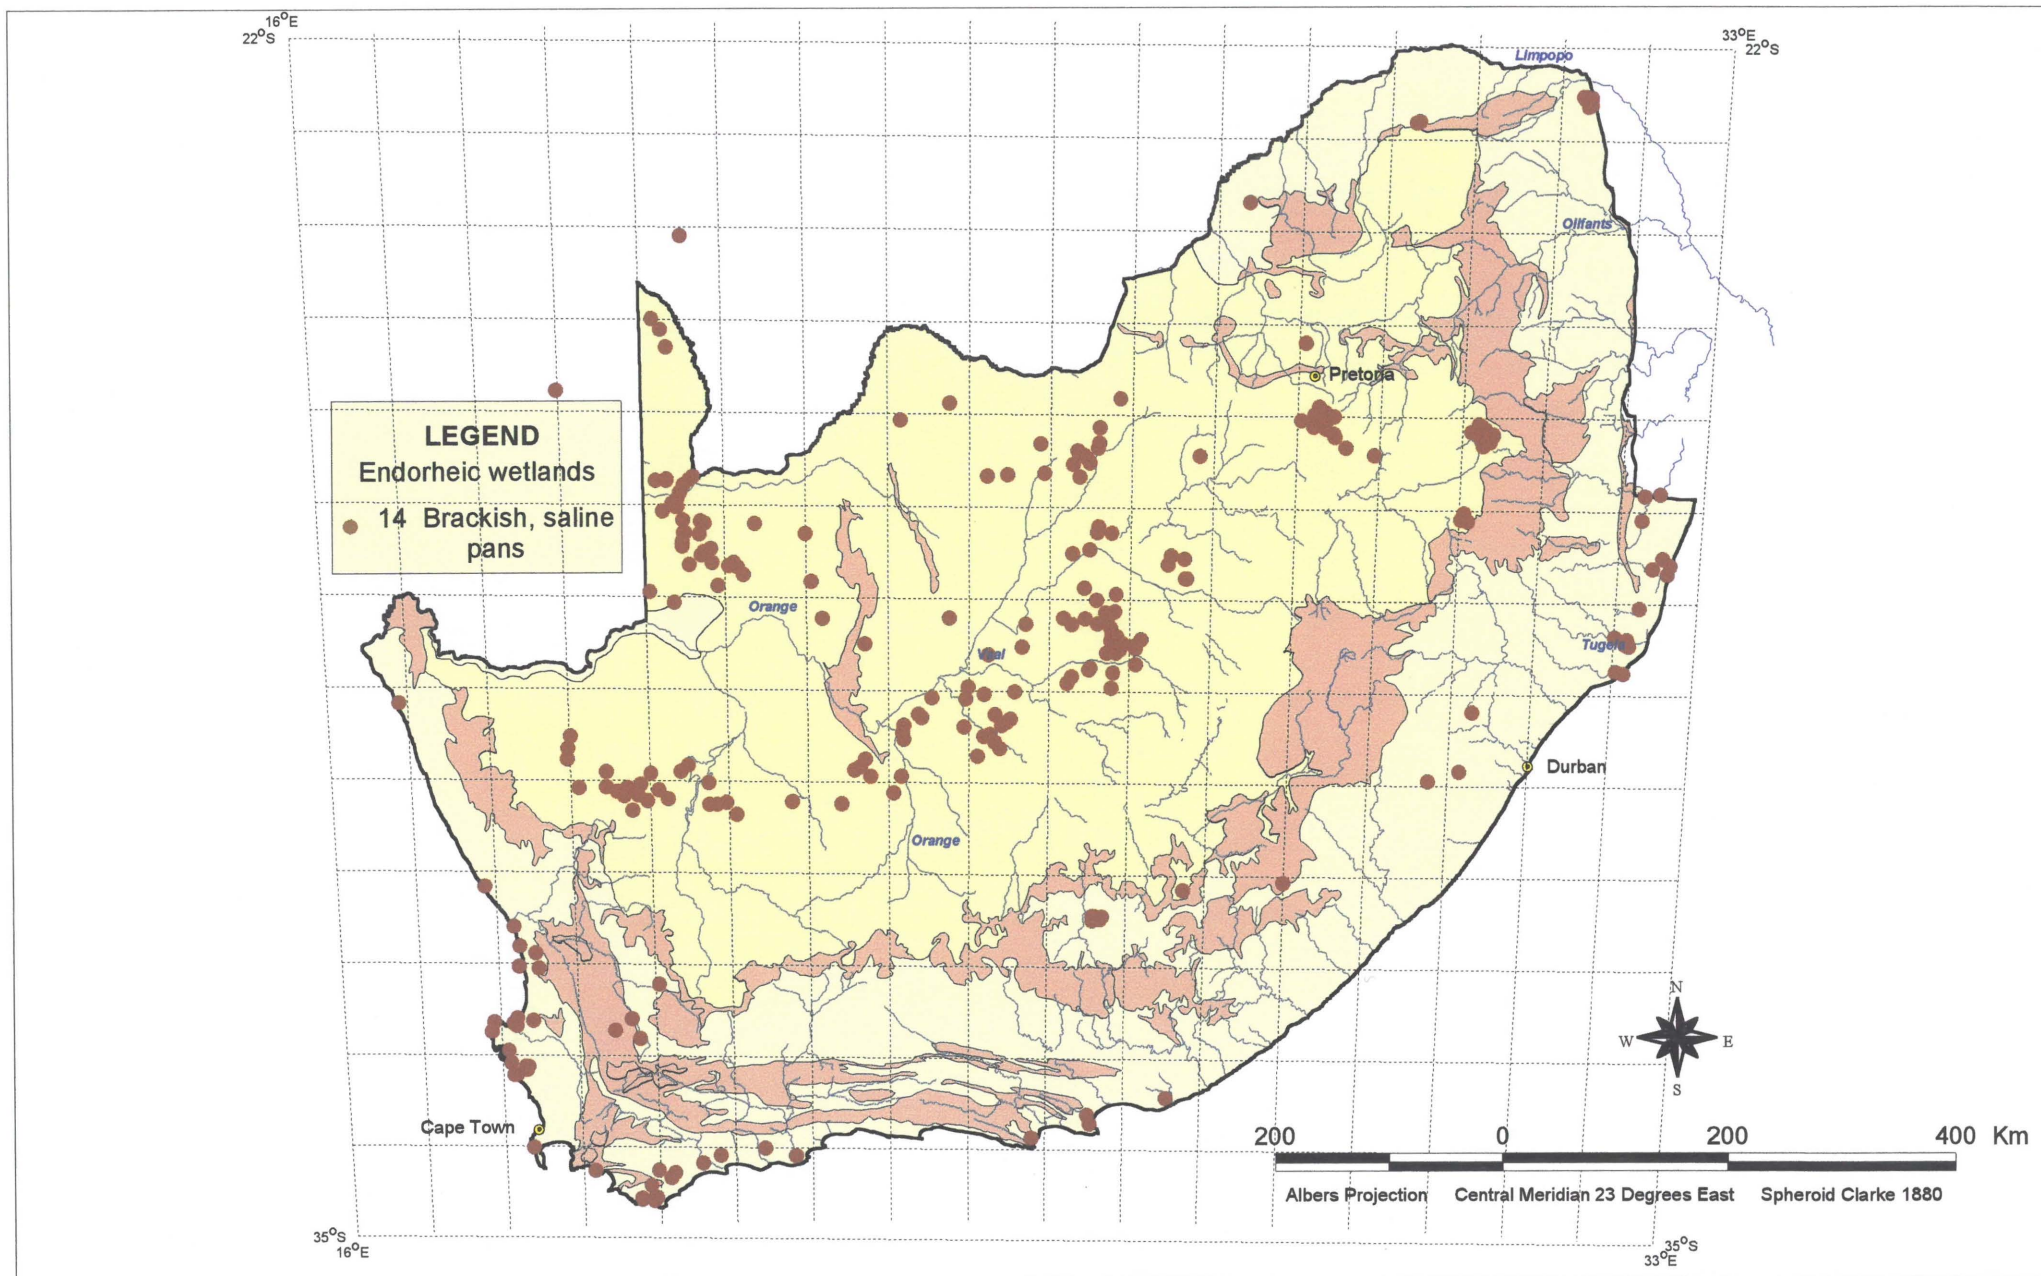 16°E
22°S
33°E
22°S
Limpopo
Olifants
Pretoria
LEGEND
Endorheic wetlands
14 Brackish, saline
pans
Orange
Vaal
Tugela
Durban
Orange
N
W E
S
Cape Town
200 0 200 400 Km
Albers Projection Central Meridian 23 Degrees East Spheroid Clarke 1880
35°S
16°E
35°S
33°E